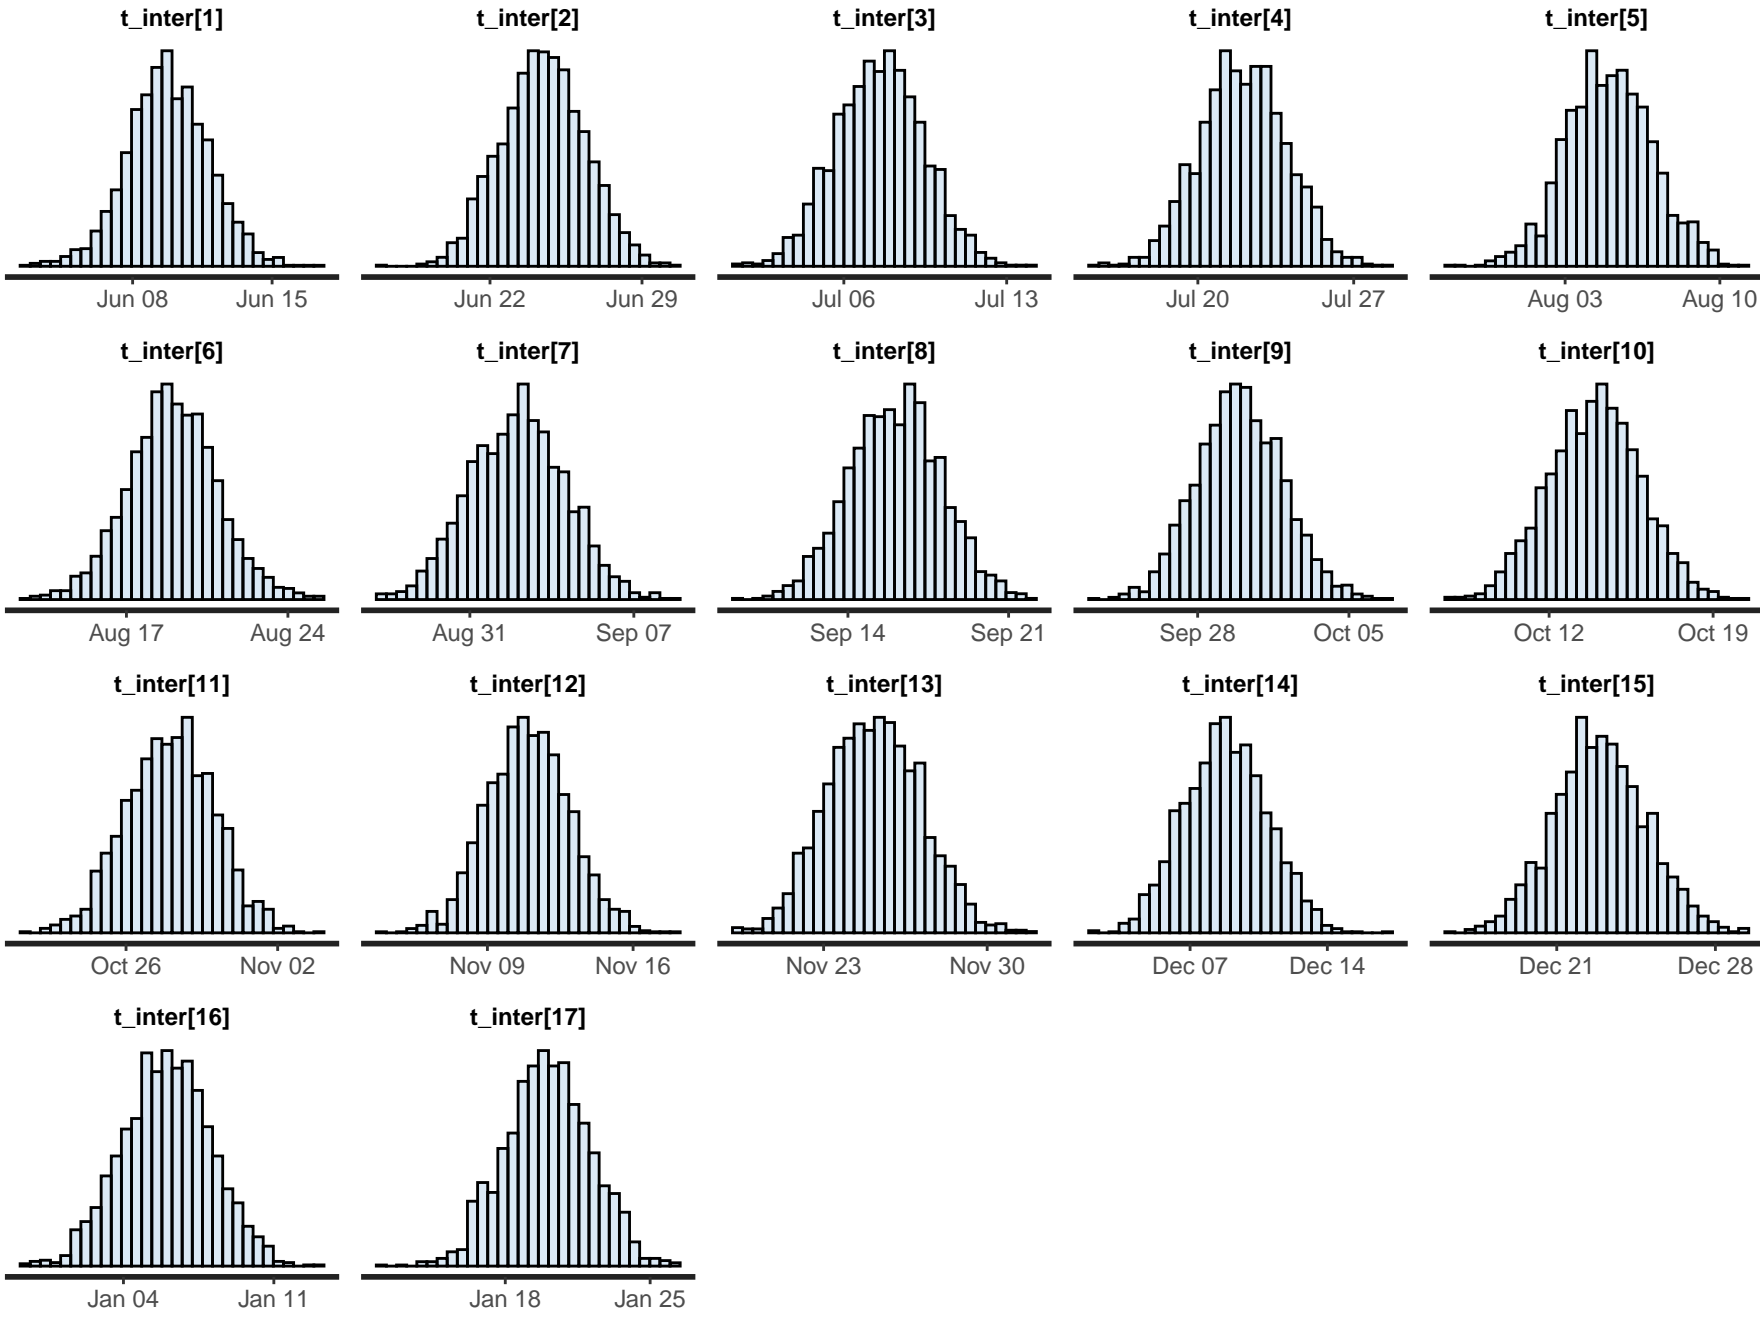 t_inter[1] t_inter[2] t_inter[3] t_inter[4] t_inter[5]
Jun 08 Jun 15 Jun 22 Jun 29 Jul 06 Jul 13 Jul 20 Jul 27 Aug 03 Aug 10
t_inter[6] t_inter[7] t_inter[8] t_inter[9] t_inter[10]
Aug 17 Aug 24 Aug 31 Sep 07 Sep 14 Sep 21 Sep 28 Oct 05 Oct 12 Oct 19
t_inter[11] t_inter[12] t_inter[13] t_inter[14] t_inter[15]
Oct 26 Nov 02 Nov 09 Nov 16 Nov 23 Nov 30 Dec 07 Dec 14 Dec 21 Dec 28
t_inter[16] t_inter[17]
Jan 04 Jan 11 Jan 18 Jan 25